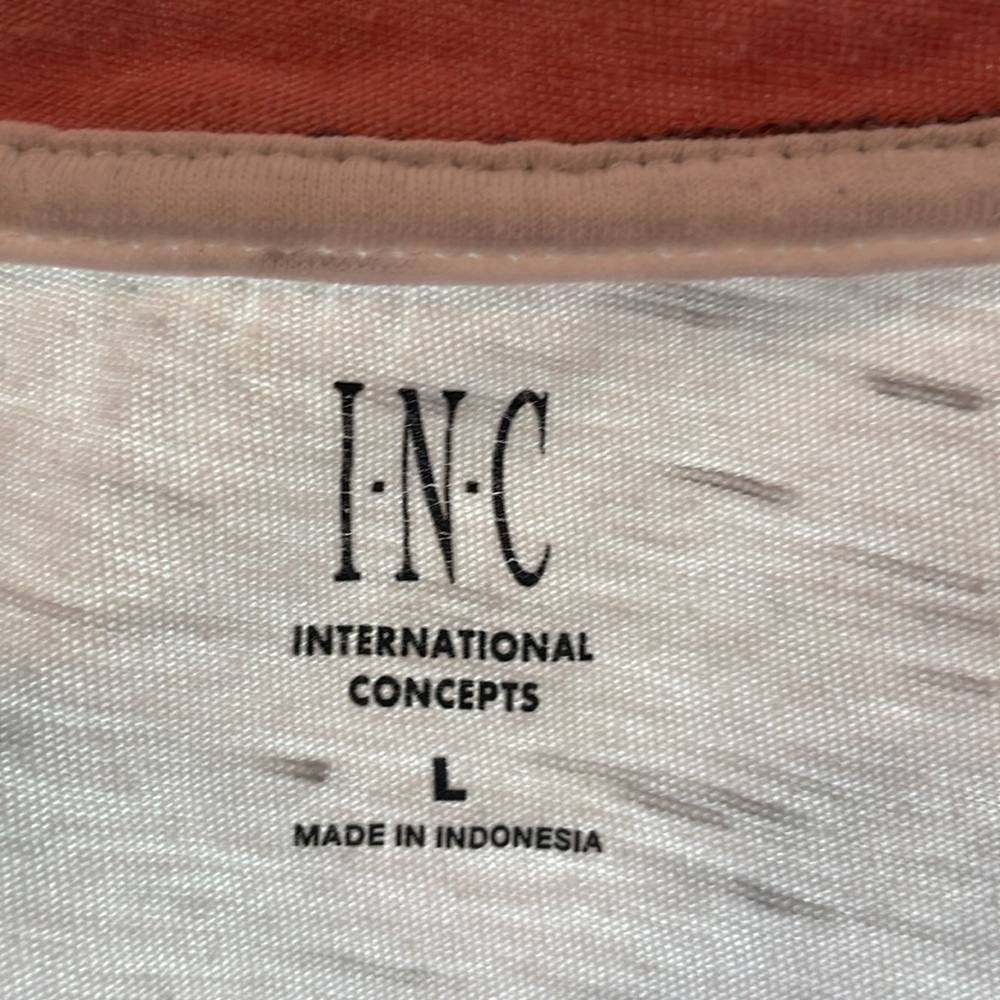 I·N·C
INTERNATIONAL
CONCEPTS
L
MADE IN INDONESIA